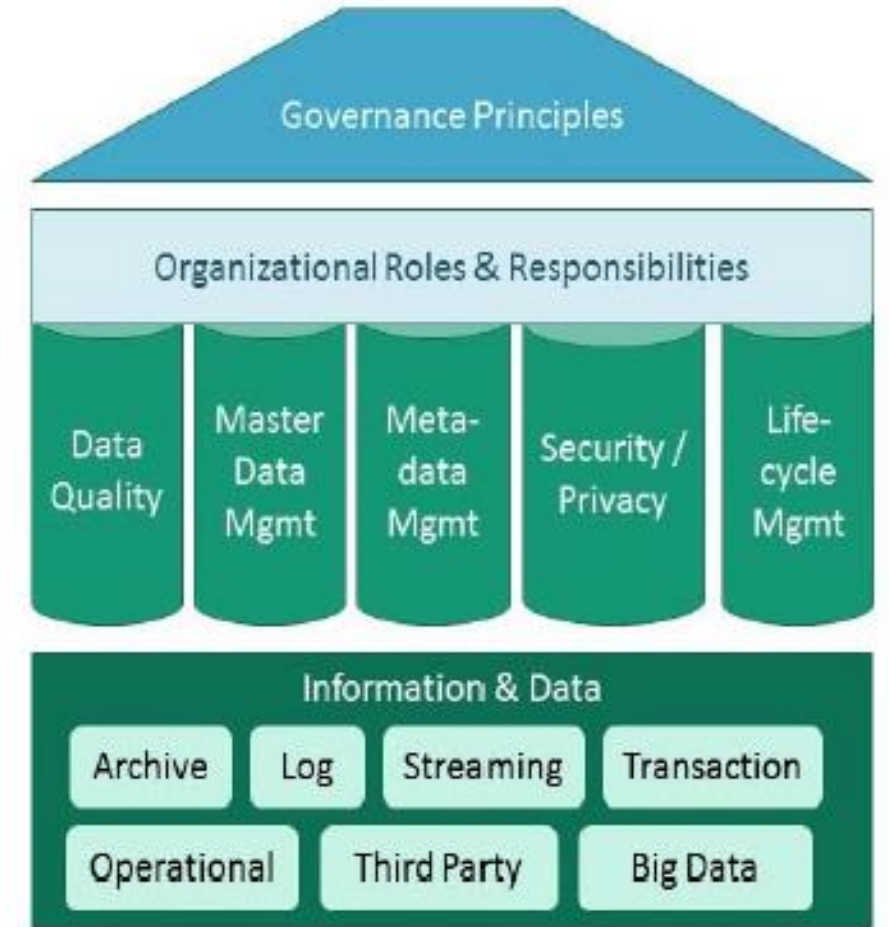 Governance Principles
Organizational Roles & Responsibilities
Data
Quality
Master
Data
Mgmt
Meta-
data
Mgmt
Security /
Privacy
Life-
cycle
Mgmt
Information & Data
Archive
Log
Streaming
Transaction
Operational
Third Party
Big Data